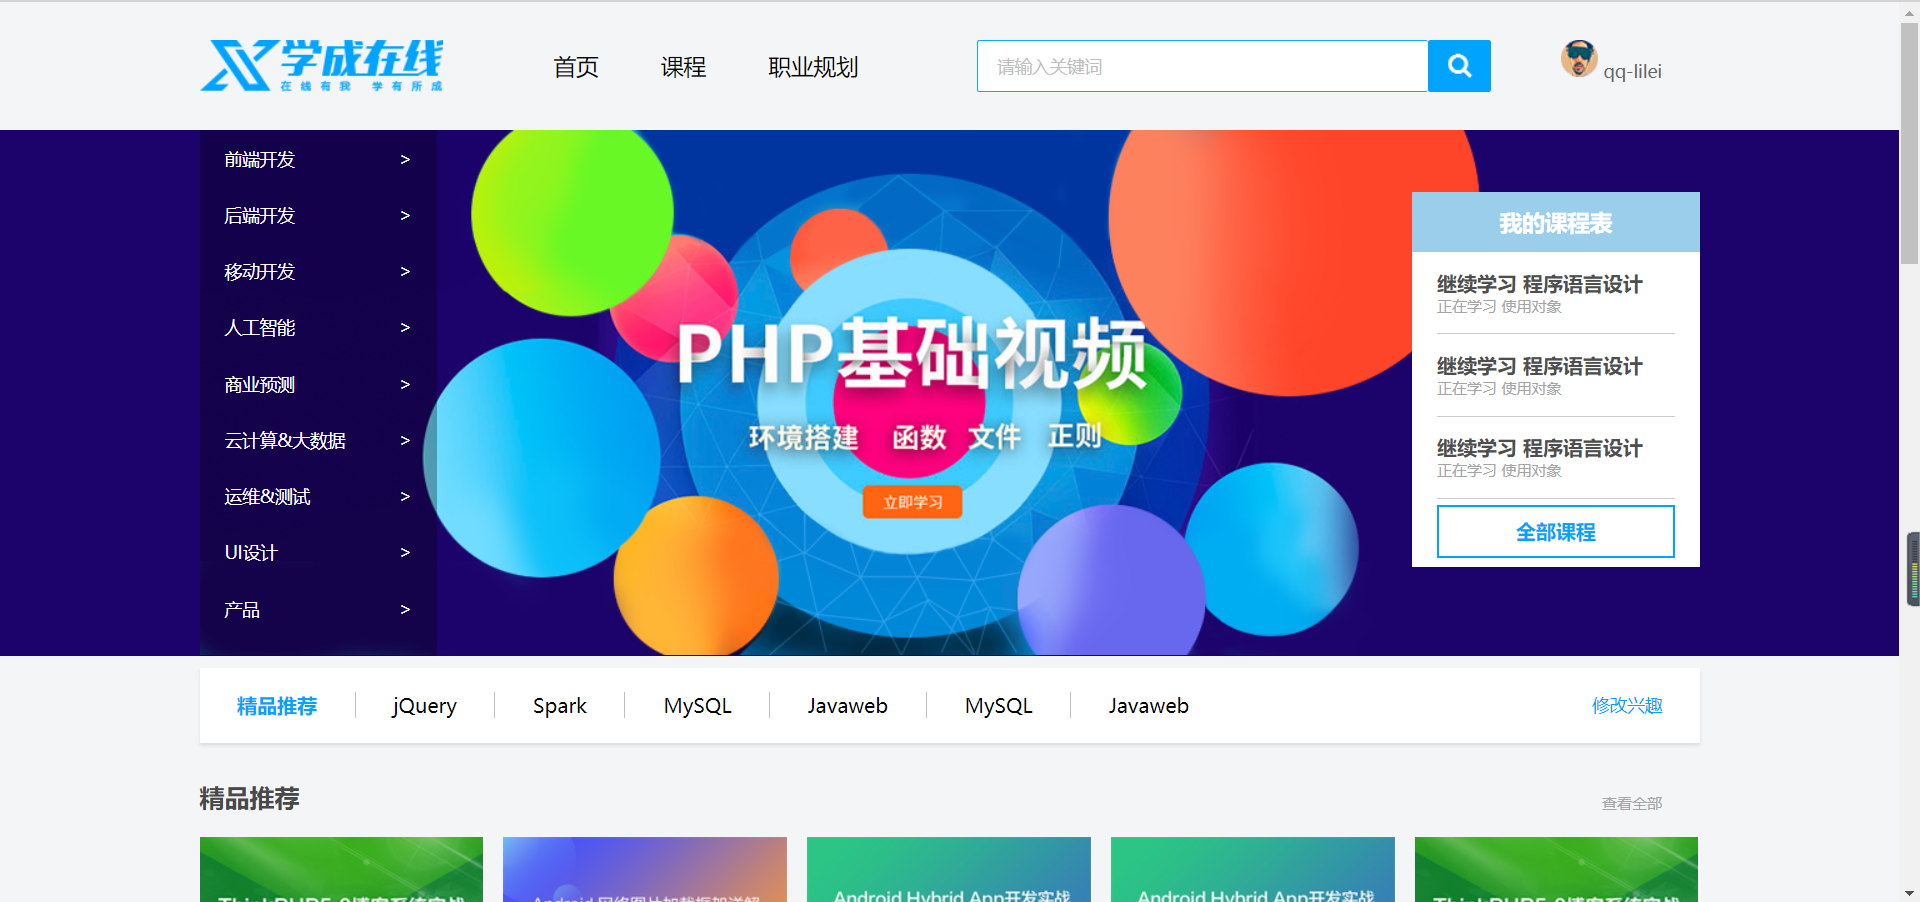 学成在线
在线有我 学有所成
首页 课程 职业规划
请输入关键词
qq-lilei
前端开发 >
后端开发 >
移动开发 >
人工智能 >
商业预测 >
云计算&大数据 >
运维&测试 >
UI设计 >
产品 >
PHP基础视频
环境搭建 函数 文件 正则
立即学习
我的课程表
继续学习 程序语言设计
正在学习 使用对象
继续学习 程序语言设计
正在学习 使用对象
继续学习 程序语言设计
正在学习 使用对象
全部课程
精品推荐 jQuery Spark MySQL Javaweb MySQL Javaweb 修改兴趣
精品推荐 查看全部
Android Hybrid App开发实战
Android Hybrid App开发实战